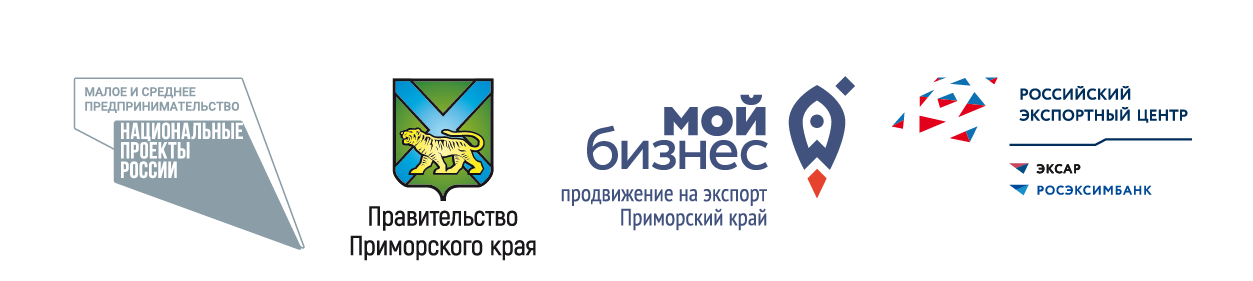 МАЛОЕ И СРЕДНЕЕ
ПРЕДПРИНИМАТЕЛЬСТВО
НАЦИОНАЛЬНЫЕ
ПРОЕКТЫ
РОССИИ
Правительство
Приморского края
мой
бизнес
продвижение на экспорт
Приморский край
РОССИЙСКИЙ
ЭКСПОРТНЫЙ ЦЕНТР
ЭКСАР
РОСЭКСИМБАНК